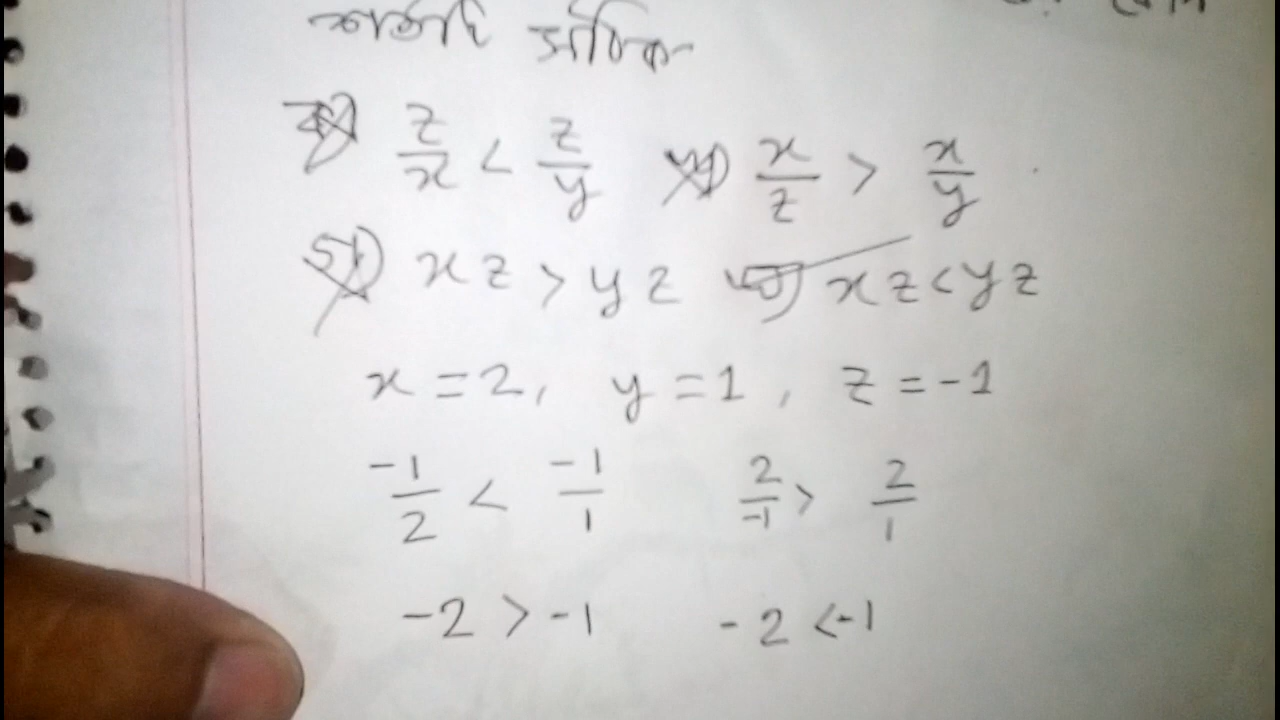 কোনটি সঠিক
ক) z/x < z/y খ) x/z > x/y
গ) xz > yz ঘ) xz < yz
x = 2, y = 1, z = -1
-1/2 < -1/1 2/-1 > 2/1
-2 > -1 -2 < -1